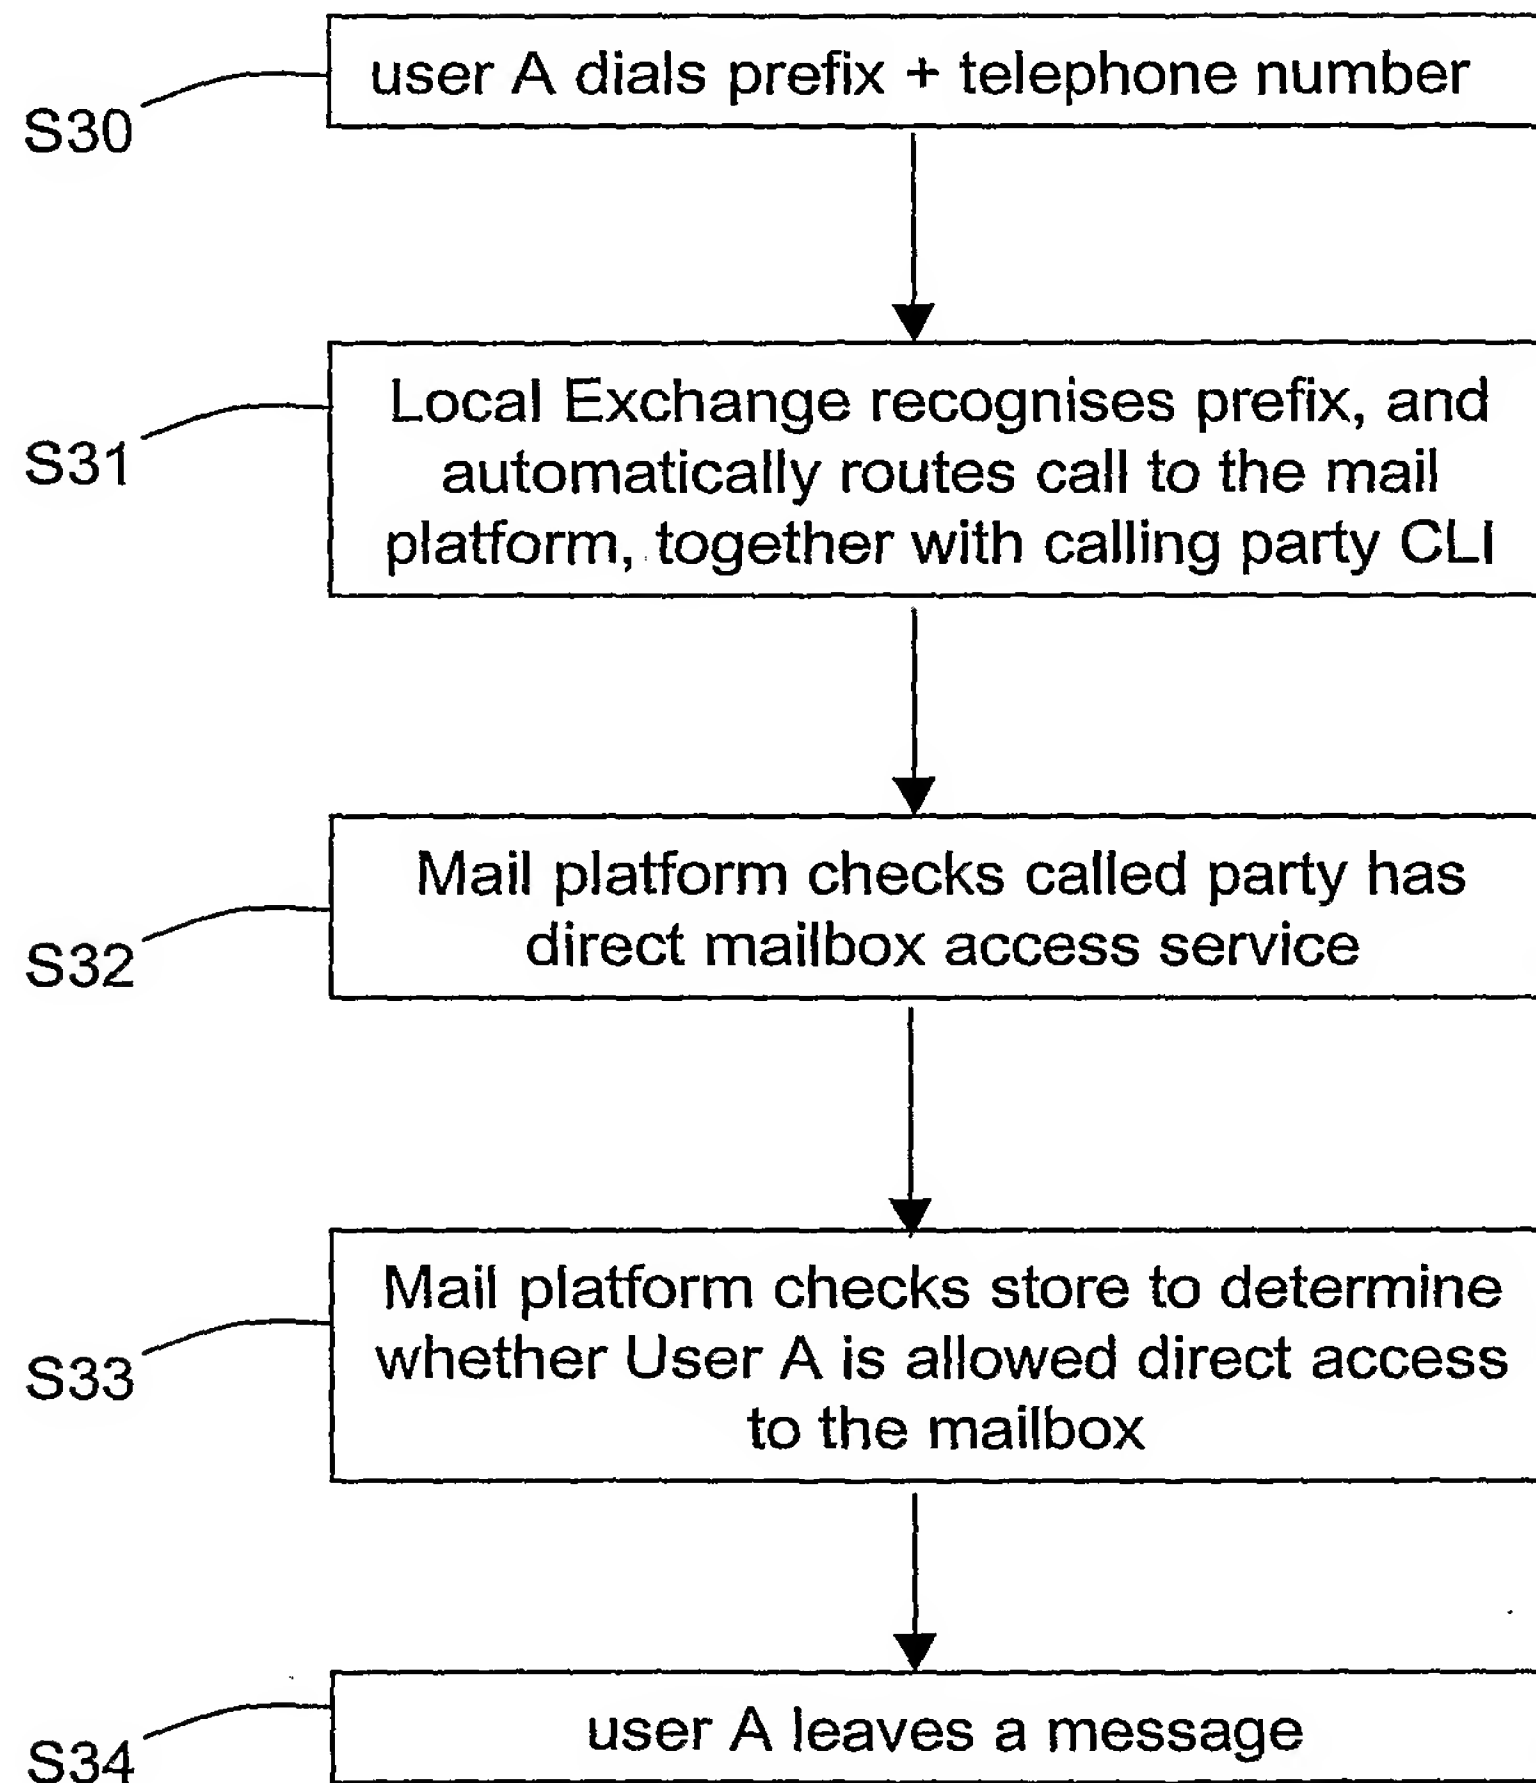 user A dials prefix + telephone number
S30
Local Exchange recognises prefix, and
automatically routes call to the mail
platform, together with calling party CLI
S31
Mail platform checks called party has
direct mailbox access service
S32
Mail platform checks store to determine
whether User A is allowed direct access
to the mailbox
S33
user A leaves a message
S34